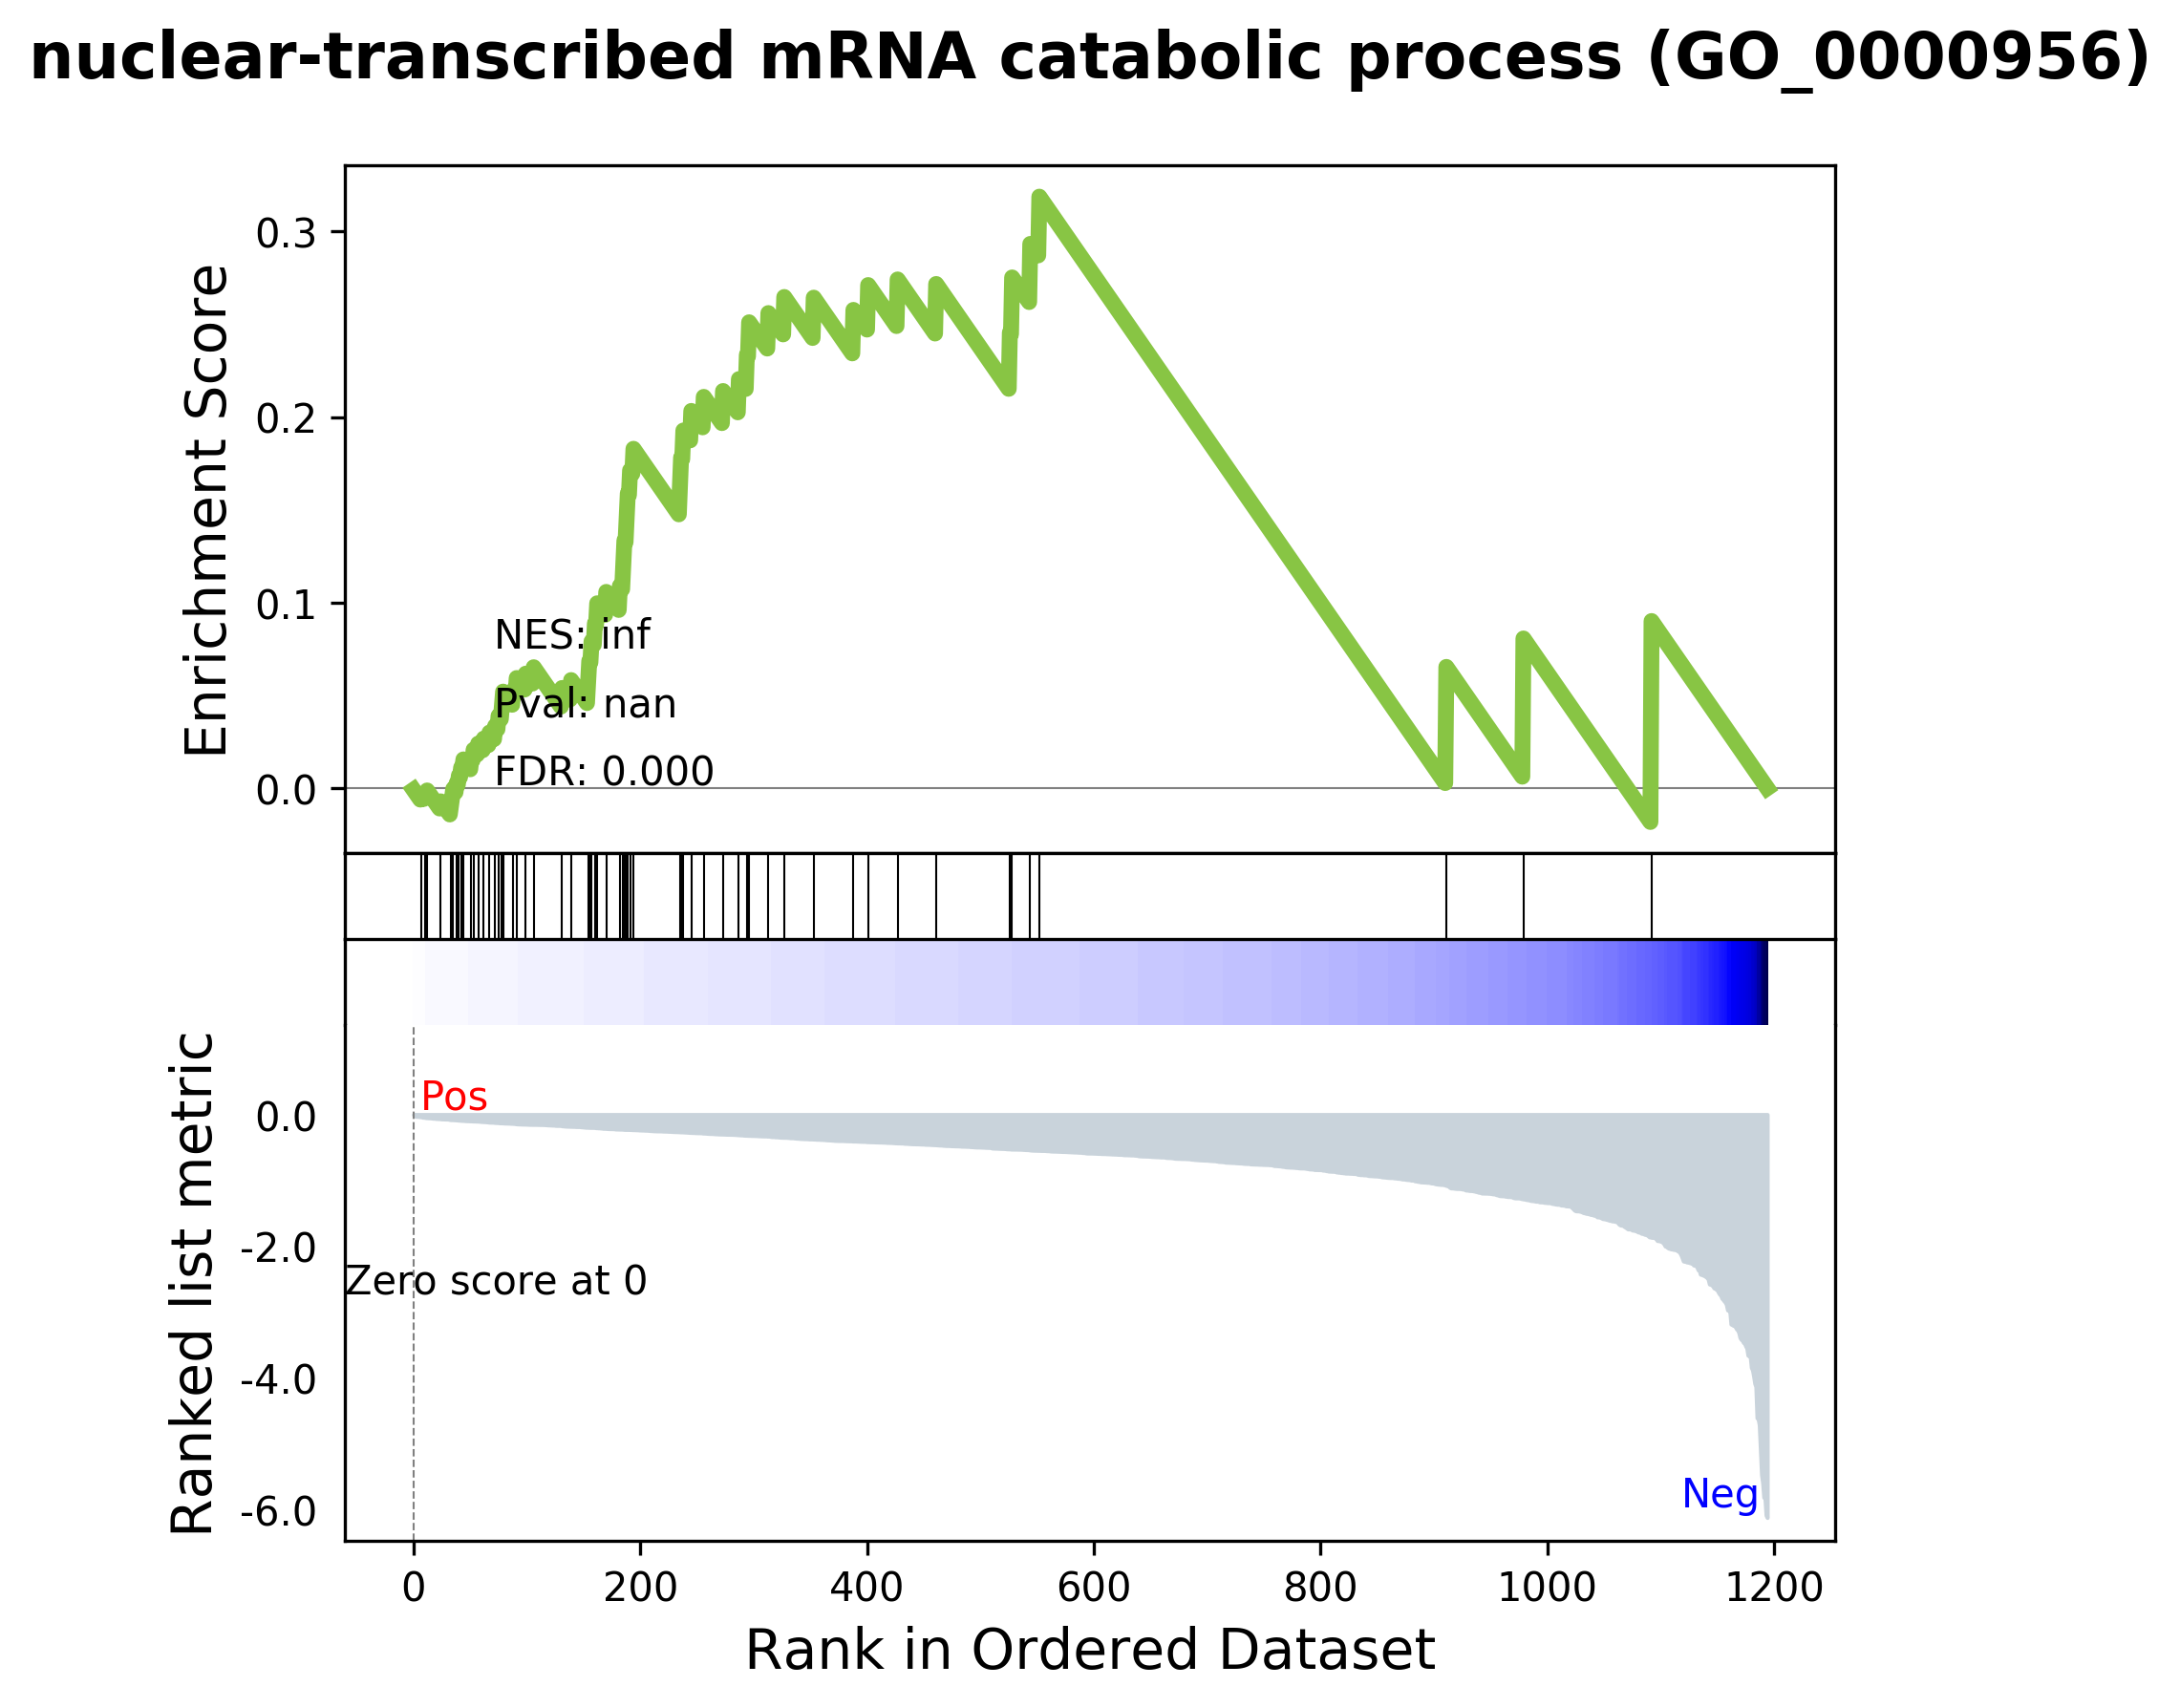 nuclear-transcribed mRNA catabolic process (GO_0000956)
Enrichment Score
0.3
0.2
0.1
0.0
NES: inf
Pval: nan
FDR: 0.000
Ranked list metric
Pos
0.0
-2.0
Zero score at 0
-4.0
Neg
-6.0
0 200 400 600 800 1000 1200
Rank in Ordered Dataset